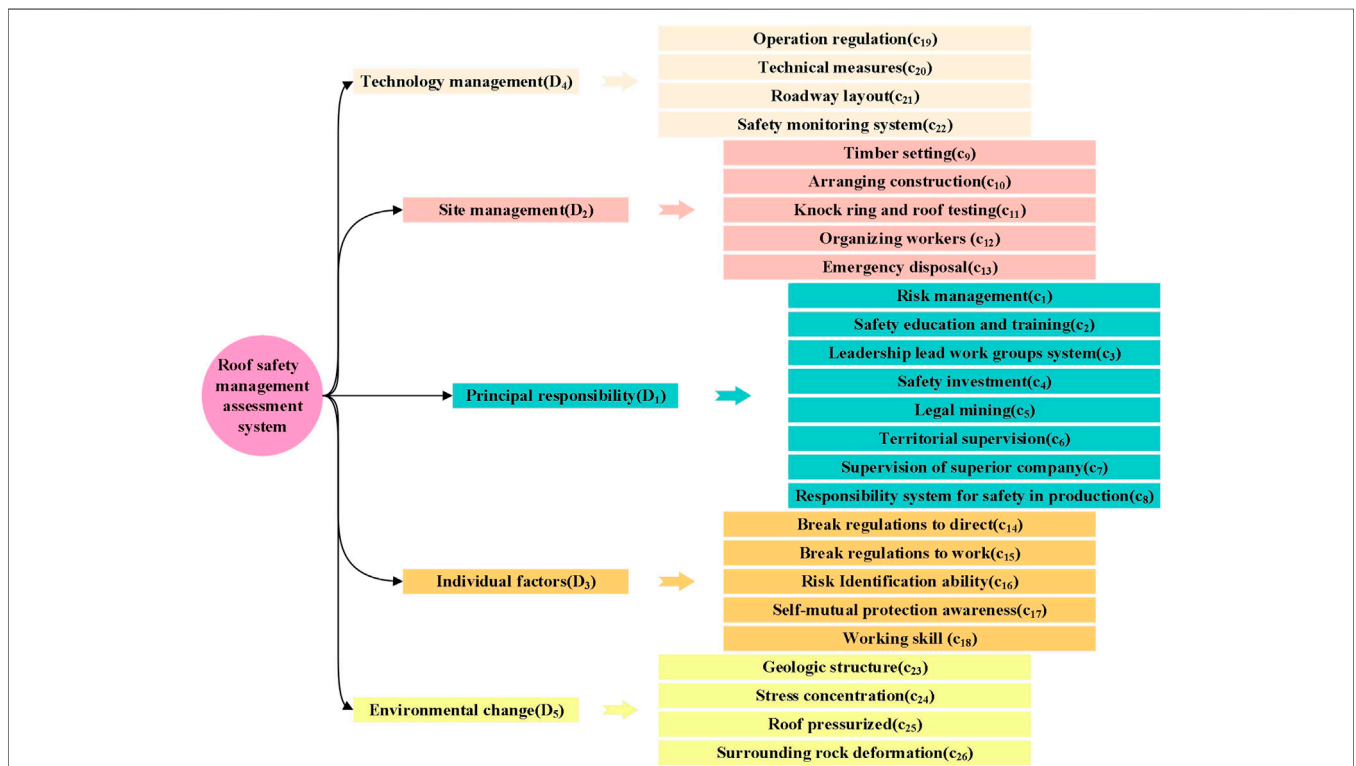 Roof safety
management
assessment
system
Technology management(D₄)
Operation regulation(c₁₉)
Technical measures(c₂₀)
Roadway layout(c₂₁)
Safety monitoring system(c₂₂)
Site management(D₂)
Timber setting(c₉)
Arranging construction(c₁₀)
Knock ring and roof testing(c₁₁)
Organizing workers (c₁₂)
Emergency disposal(c₁₃)
Principal responsibility(D₁)
Risk management(c₁)
Safety education and training(c₂)
Leadership lead work groups system(c₃)
Safety investment(c₄)
Legal mining(c₅)
Territorial supervision(c₆)
Supervision of superior company(c₇)
Responsibility system for safety in production(c₈)
Individual factors(D₃)
Break regulations to direct(c₁₄)
Break regulations to work(c₁₅)
Risk Identification ability(c₁₆)
Self-mutual protection awareness(c₁₇)
Working skill (c₁₈)
Environmental change(D₅)
Geologic structure(c₂₃)
Stress concentration(c₂₄)
Roof pressurized(c₂₅)
Surrounding rock deformation(c₂₆)